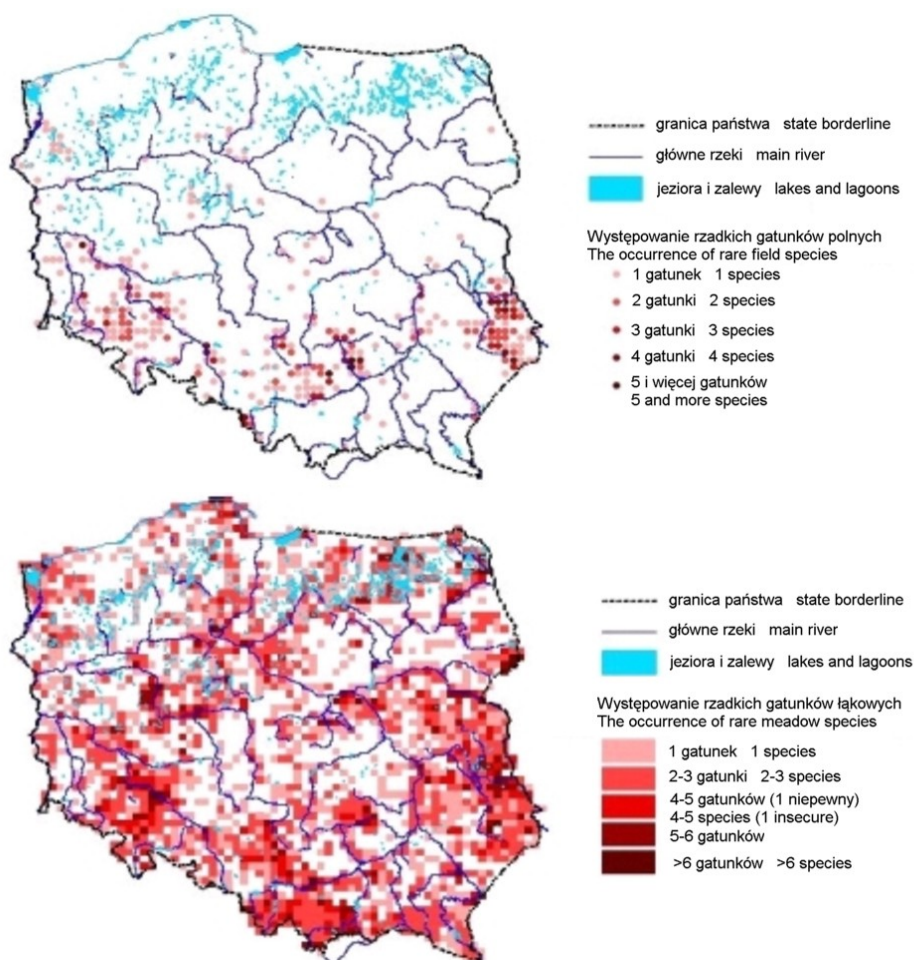 granica państwa state borderline
główne rzeki main river
jeziora i zalewy lakes and lagoons
Występowanie rzadkich gatunków polnych
The occurrence of rare field species
1 gatunek 1 species
2 gatunki 2 species
3 gatunki 3 species
4 gatunki 4 species
5 i więcej gatunków
5 and more species
granica państwa state borderline
główne rzeki main river
jeziora i zalewy lakes and lagoons
Występowanie rzadkich gatunków łąkowych
The occurrence of rare meadow species
1 gatunek 1 species
2-3 gatunki 2-3 species
4-5 gatunków (1 niepewny)
4-5 species (1 insecure)
5-6 gatunków
>6 gatunków >6 species